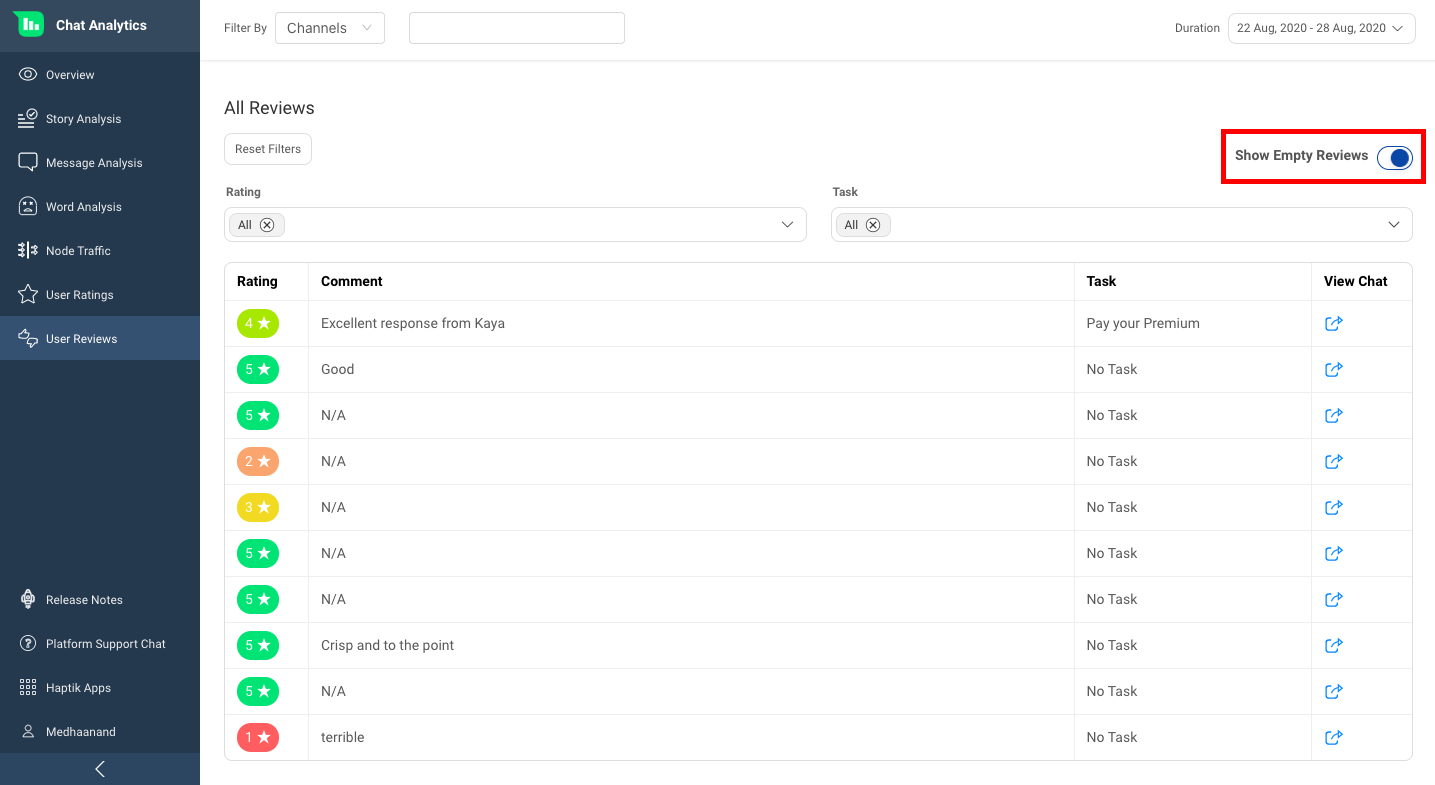 Chat Analytics
Overview
Story Analysis
Message Analysis
Word Analysis
Node Traffic
User Ratings
User Reviews
Release Notes
Platform Support Chat
Haptik Apps
Medhaanand
Filter By Channels
Duration 22 Aug, 2020 - 28 Aug, 2020
All Reviews
Reset Filters
Show Empty Reviews
Rating Task
All All
Rating Comment Task View Chat
4 Excellent response from Kaya Pay your Premium
5 Good No Task
5 N/A No Task
2 N/A No Task
3 N/A No Task
5 N/A No Task
5 N/A No Task
5 Crisp and to the point No Task
5 N/A No Task
1 terrible No Task